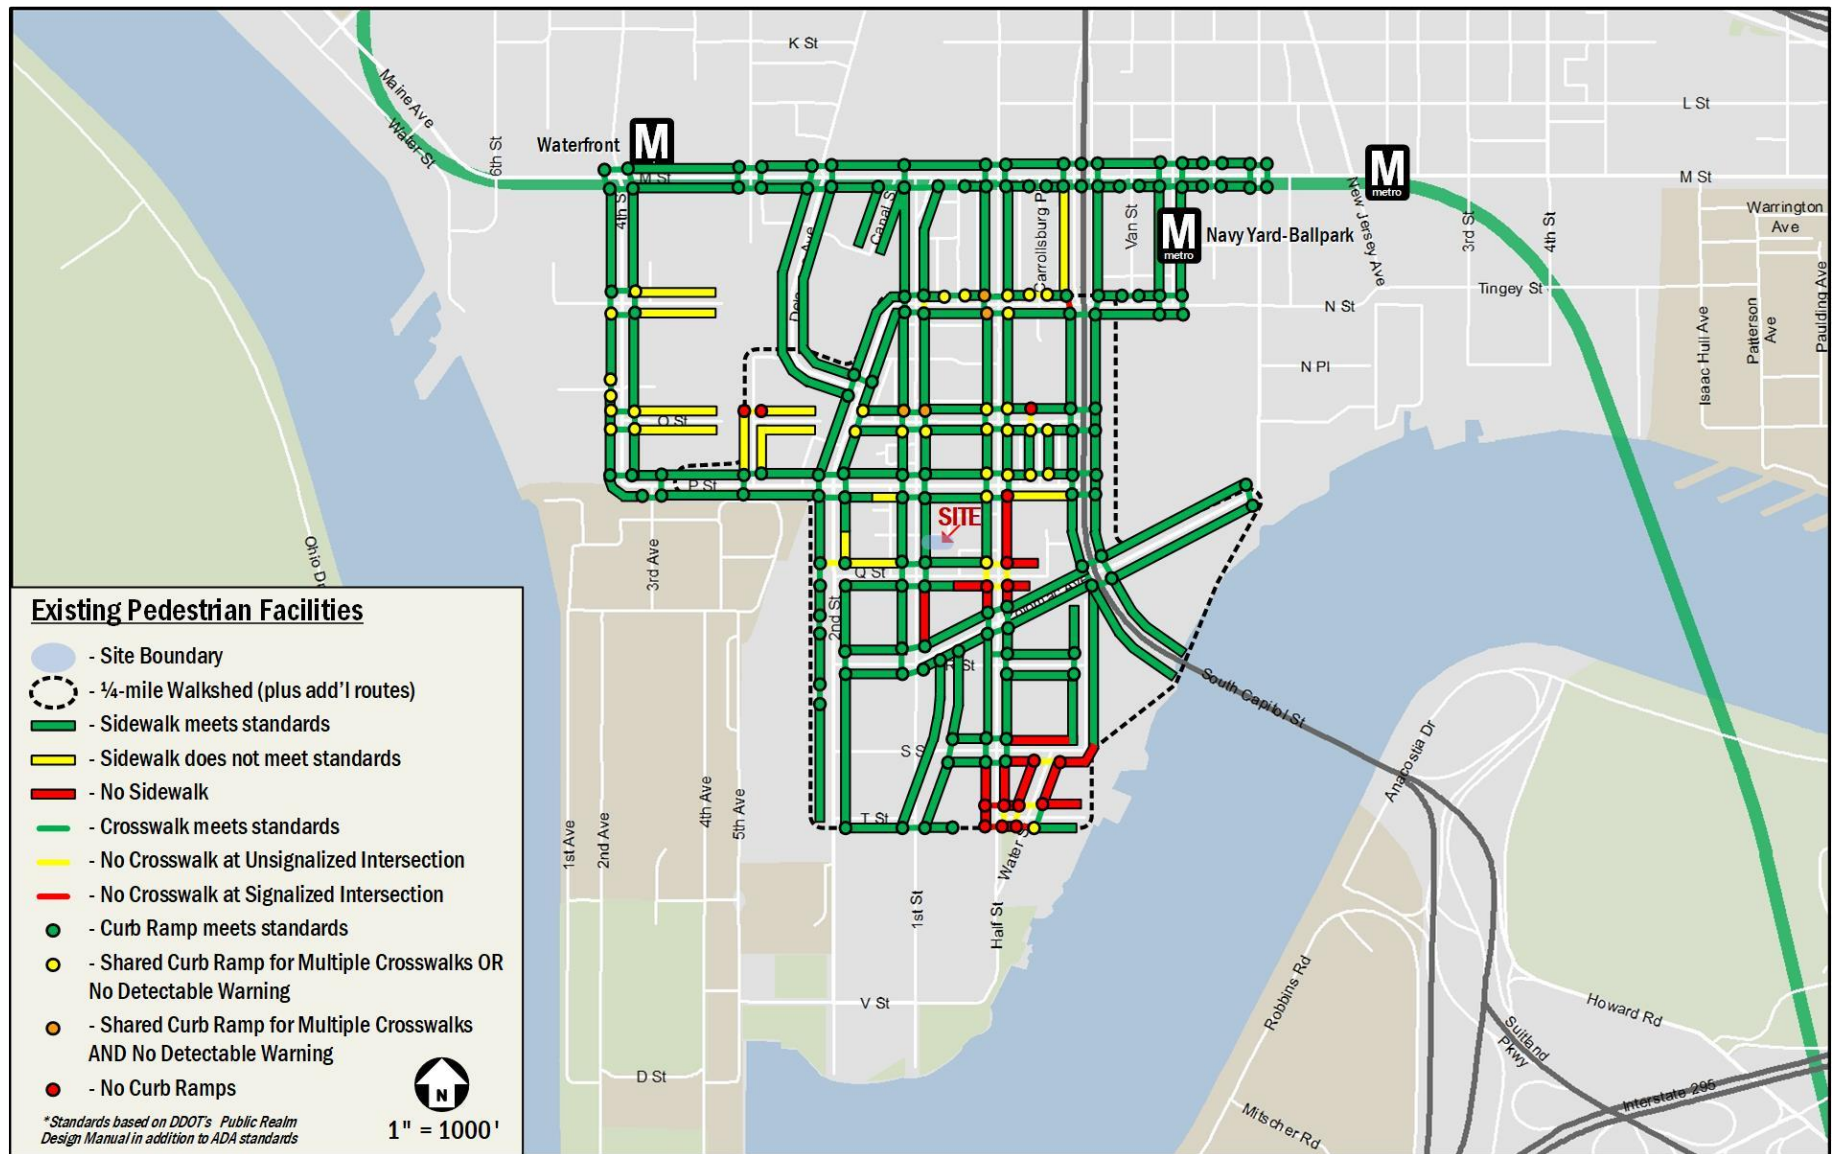 K St
Maine Ave
Water St
L St
6th St
Waterfront
M
M St
M
metro
M St
4th S
Canal S
Carrollsburg P
Van St
M
metro
Navy Yard-Ballpark
New Jersey Ave
3rd St
4th St
Warrington
Ave
Tingey St
N St
Isaac Hull Ave
Patterson
Ave
Paulding Ave
N Pl
O St
P St
SITE
Ohio Dr
3rd Ave
Q St
2nd St
R St
South Capitol St
S S
Anacostia Dr
4th Ave
5th Ave
1st Ave
2nd Ave
T St
Water S
1st St
Half St
V St
Robbins Rd
Howard Rd
Suitland
Pkwy
D St
Interstate 295
Mitscher Rd
Existing Pedestrian Facilities
- Site Boundary
- ¼-mile Walkshed (plus add'l routes)
- Sidewalk meets standards
- Sidewalk does not meet standards
- No Sidewalk
- Crosswalk meets standards
- No Crosswalk at Unsignalized Intersection
- No Crosswalk at Signalized Intersection
- Curb Ramp meets standards
- Shared Curb Ramp for Multiple Crosswalks OR
No Detectable Warning
- Shared Curb Ramp for Multiple Crosswalks
AND No Detectable Warning
- No Curb Ramps
N
*Standards based on DDOT's Public Realm
Design Manual in addition to ADA standards
1" = 1000'